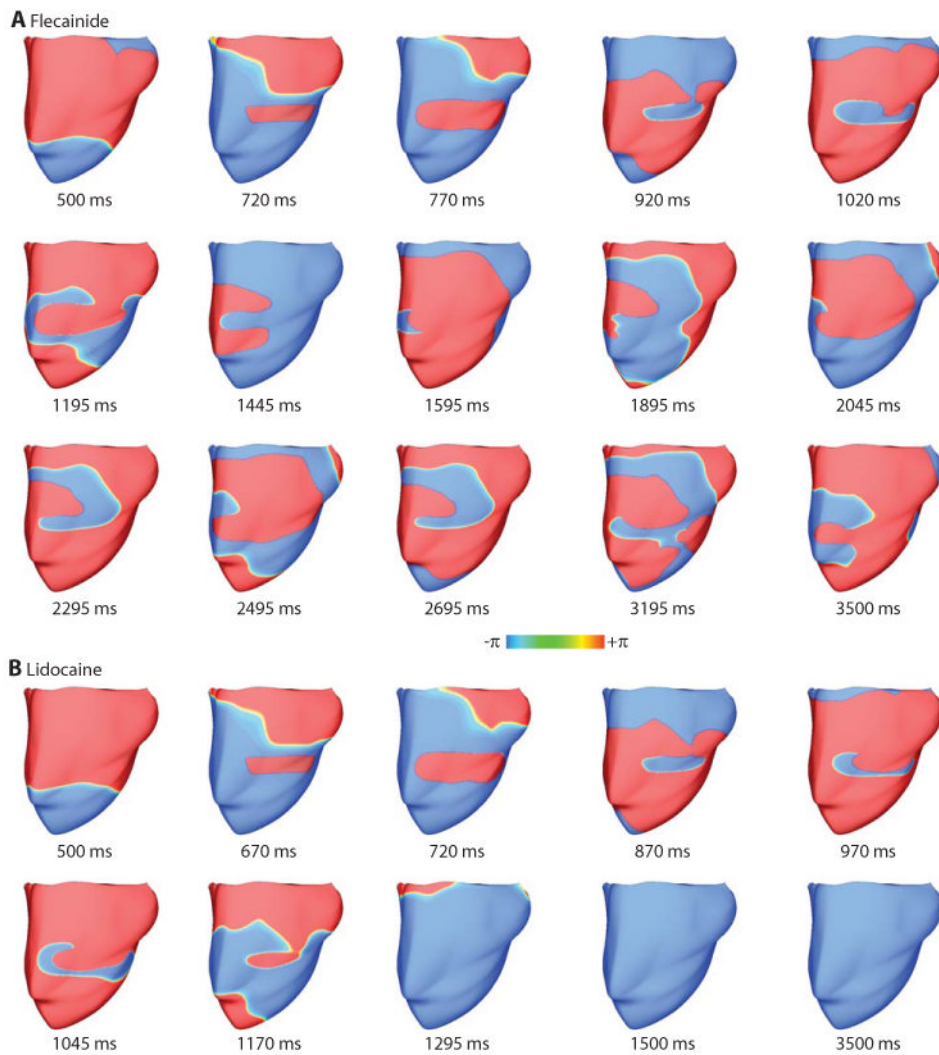 A Flecainide
500 ms 720 ms 770 ms 920 ms 1020 ms
1195 ms 1445 ms 1595 ms 1895 ms 2045 ms
2295 ms 2495 ms 2695 ms 3195 ms 3500 ms
-π +π
B Lidocaine
500 ms 670 ms 720 ms 870 ms 970 ms
1045 ms 1170 ms 1295 ms 1500 ms 3500 ms